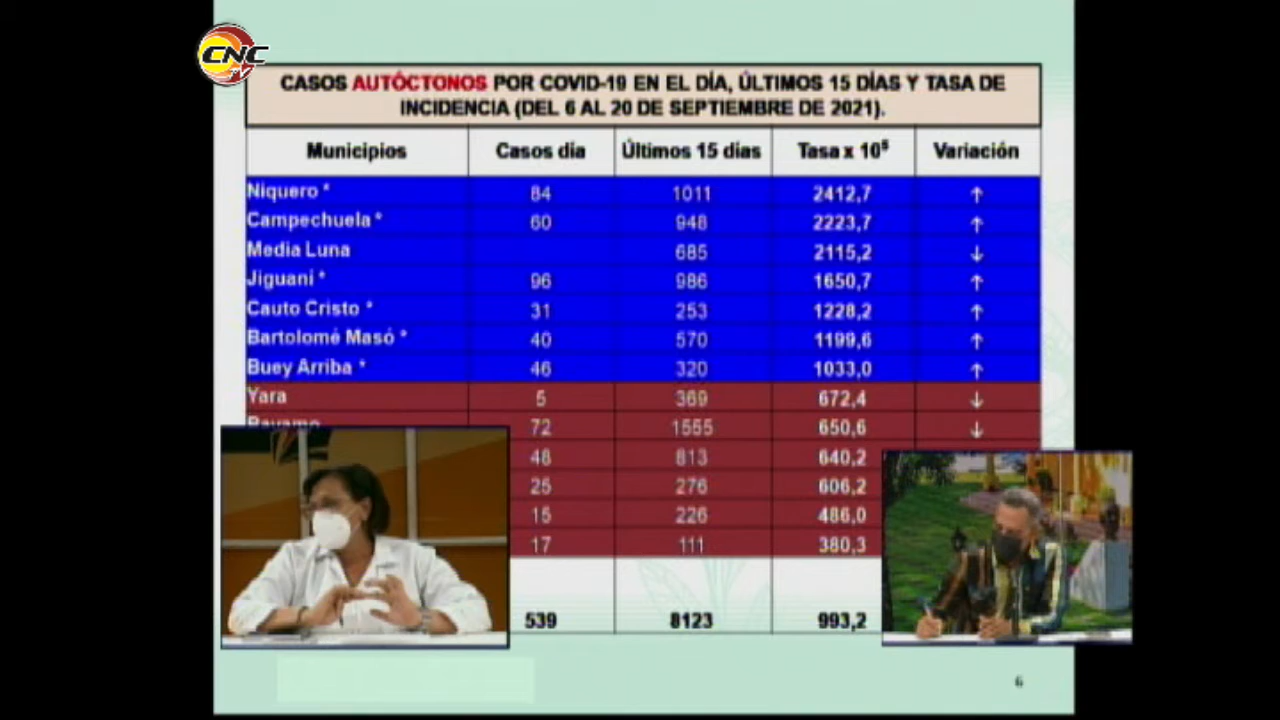 CNC
TV
CASOS AUTÓCTONOS POR COVID-19 EN EL DÍA, ÚLTIMOS 15 DÍAS Y TASA DE
INCIDENCIA (DEL 6 AL 20 DE SEPTIEMBRE DE 2021).
Municipios Casos día Últimos 15 días Tasa x 10⁵ Variación
Niquero * 84 1011 2412,7 ↑
Campechuela * 60 948 2223,7 ↑
Media Luna 685 2115,2 ↓
Jiguaní * 96 986 1650,7 ↑
Cauto Cristo * 31 253 1228,2 ↑
Bartolomé Masó * 40 570 1199,6 ↑
Buey Arriba * 46 320 1033,0 ↑
Yara 5 369 672,4 ↓
Bayamo 72 1555 650,6 ↓
48 813 640,2
25 276 606,2
15 226 486,0
17 111 380,3
539 8123 993,2
6